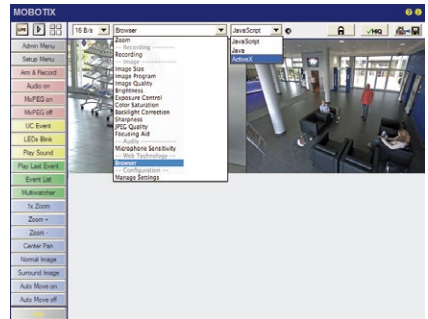 MOBOTIX
16 B/s
Browser
JavaScript
HQ
Admin Menu
Setup Menu
Arm & Record
Audio on
MxPEG on
MxPEG off
UC Event
LEDs Blink
Play Sound
Play Last Event
Event List
Multiwatcher
1x Zoom
Zoom +
Zoom -
Center Pan
Normal Image
Surround Image
Auto Move on
Auto Move off
Zoom
--- Recording ---------
Recording
--- Image ---------
Image Size
Image Program
Image Quality
Brightness
Exposure Control
Color Saturation
Backlight Correction
Sharpness
JPEG Quality
Focusing Aid
--- Audio ---------
Microphone Sensitivity
--- Web Technology ---
Browser
--- Configuration ---
Manage Settings
JavaScript
Java
ActiveX